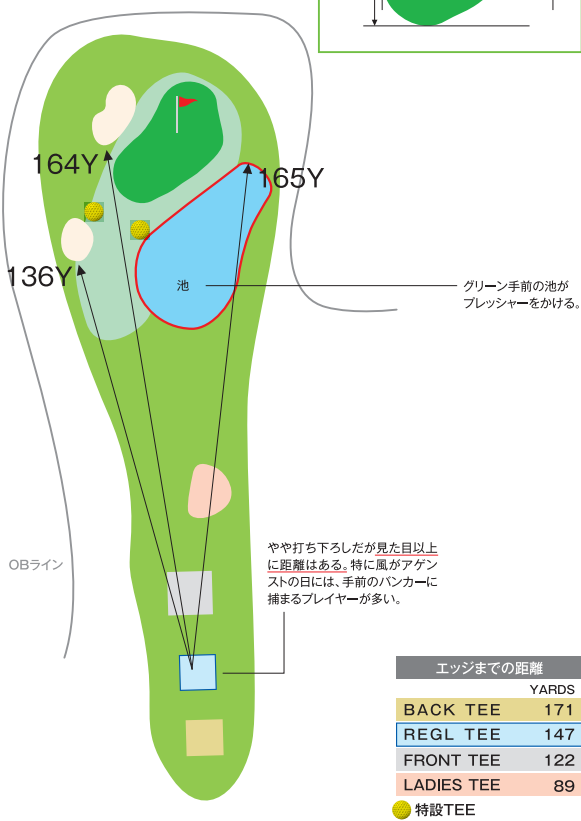 164Y
165Y
136Y
池
グリーン手前の池が
プレッシャーをかける。
OBライン
やや打ち下ろしだが見た目以上
に距離はある。特に風がアゲン
ストの日には、手前のバンカーに
捕まるプレイヤーが多い。
エッジまでの距離
YARDS
BACK TEE 171
REGL TEE 147
FRONT TEE 122
LADIES TEE 89
特設TEE